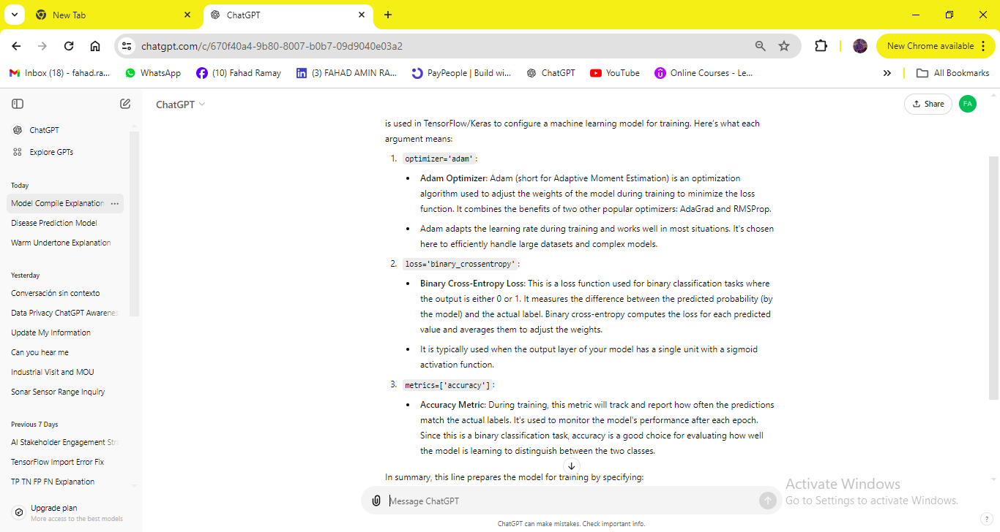 New Tab
ChatGPT
chatgpt.com/c/670f40a4-9b80-8007-b0b7-09d9040e03a2
New Chrome available
Inbox (18) - fahad.ra...
WhatsApp
(10) Fahad Ramay
(3) FAHAD AMIN RA...
PayPeople | Build wi...
ChatGPT
YouTube
Online Courses - Le...
All Bookmarks
ChatGPT
Explore GPTs
Today
Model Compile Explanation
Disease Prediction Model
Warm Undertone Explanation
Yesterday
Conversación sin contexto
Data Privacy ChatGPT Awarenes
Update My Information
Can you hear me
Industrial Visit and MOU
Sonar Sensor Range Inquiry
Previous 7 Days
AI Stakeholder Engagement Str
TensorFlow Import Error Fix
TP TN FP FN Explanation
Upgrade plan
More access to the best models
ChatGPT
Share
FA
is used in TensorFlow/Keras to configure a machine learning model for training. Here's what each
argument means:
1. optimizer='adam':
• Adam Optimizer: Adam (short for Adaptive Moment Estimation) is an optimization
algorithm used to adjust the weights of the model during training to minimize the loss
function. It combines the benefits of two other popular optimizers: AdaGrad and RMSProp.
• Adam adapts the learning rate during training and works well in most situations. It's chosen
here to efficiently handle large datasets and complex models.
2. loss='binary_crossentropy':
• Binary Cross-Entropy Loss: This is a loss function used for binary classification tasks where
the output is either 0 or 1. It measures the difference between the predicted probability (by
the model) and the actual label. Binary cross-entropy computes the loss for each predicted
value and averages them to adjust the weights.
• It is typically used when the output layer of your model has a single unit with a sigmoid
activation function.
3. metrics=['accuracy']:
• Accuracy Metric: During training, this metric will track and report how often the predictions
match the actual labels. It's used to monitor the model's performance after each epoch.
Since this is a binary classification task, accuracy is a good choice for evaluating how well
the model is learning to distinguish between the two classes.
In summary, this line prepares the model for training by specifying:
Message ChatGPT
ChatGPT can make mistakes. Check important info.
Activate Windows
Go to Settings to activate Windows.
?